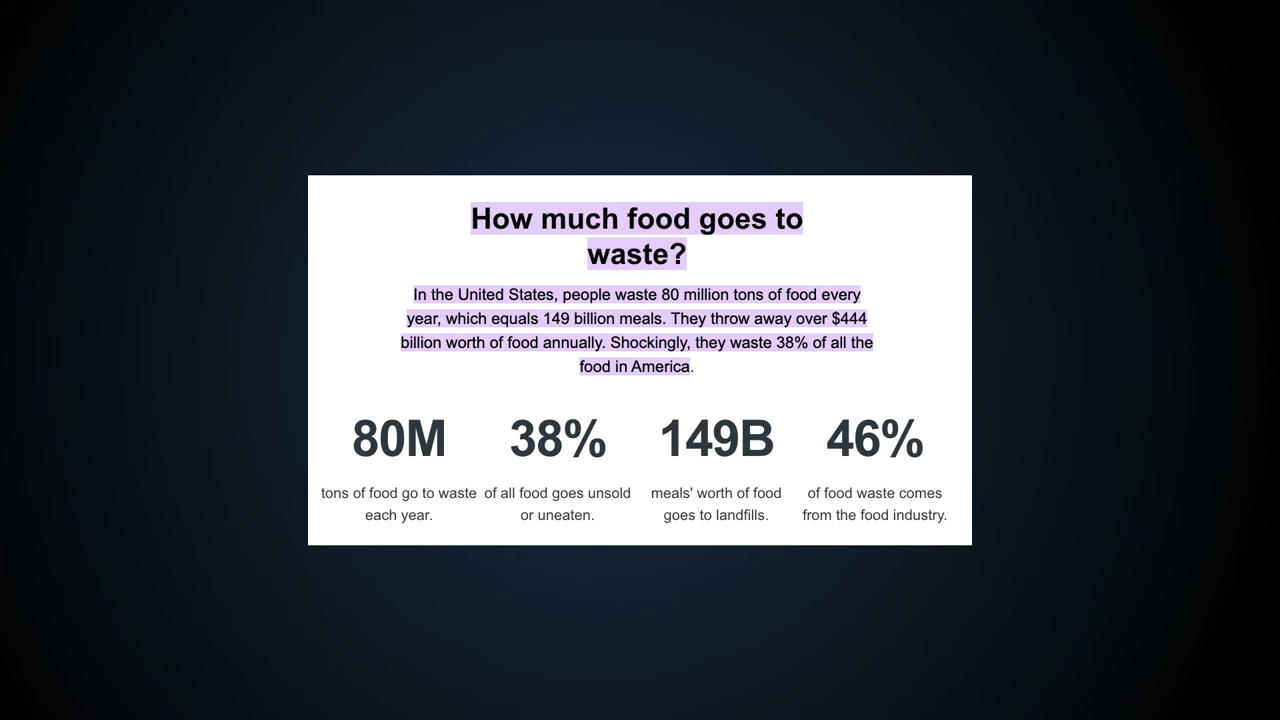 How much food goes to
waste?
In the United States, people waste 80 million tons of food every
year, which equals 149 billion meals. They throw away over $444
billion worth of food annually. Shockingly, they waste 38% of all the
food in America.
80M
tons of food go to waste
each year.
38%
of all food goes unsold
or uneaten.
149B
meals' worth of food
goes to landfills.
46%
of food waste comes
from the food industry.